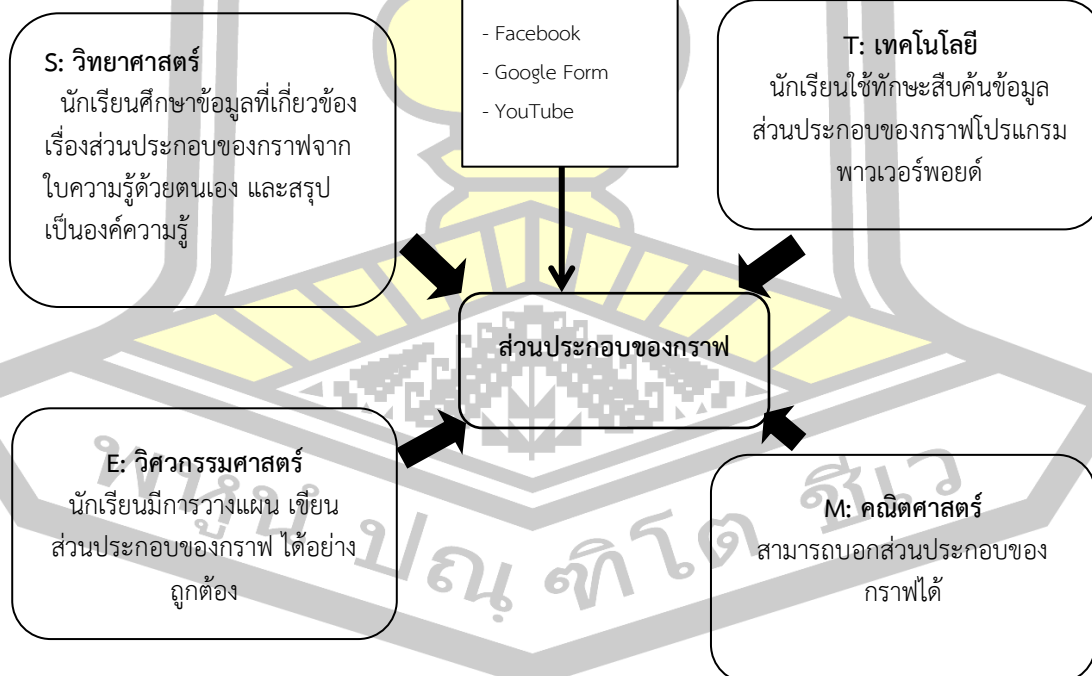 - Facebook
- Google Form
- YouTube
S: วิทยาศาสตร์
นักเรียนศึกษาข้อมูลที่เกี่ยวข้อง
เรื่องส่วนประกอบของกราฟจาก
ใบความรู้ด้วยตนเอง และสรุป
เป็นองค์ความรู้
T: เทคโนโลยี
นักเรียนใช้ทักษะสืบค้นข้อมูล
ส่วนประกอบของกราฟโปรแกรม
พาวเวอร์พอยด์
ส่วนประกอบของกราฟ
E: วิศวกรรมศาสตร์
นักเรียนมีการวางแผน เขียน
ส่วนประกอบของกราฟ ได้อย่าง
ถูกต้อง
M: คณิตศาสตร์
สามารถบอกส่วนประกอบของ
กราฟได้
พหูนํ ปณฺฑิโต ชีเว